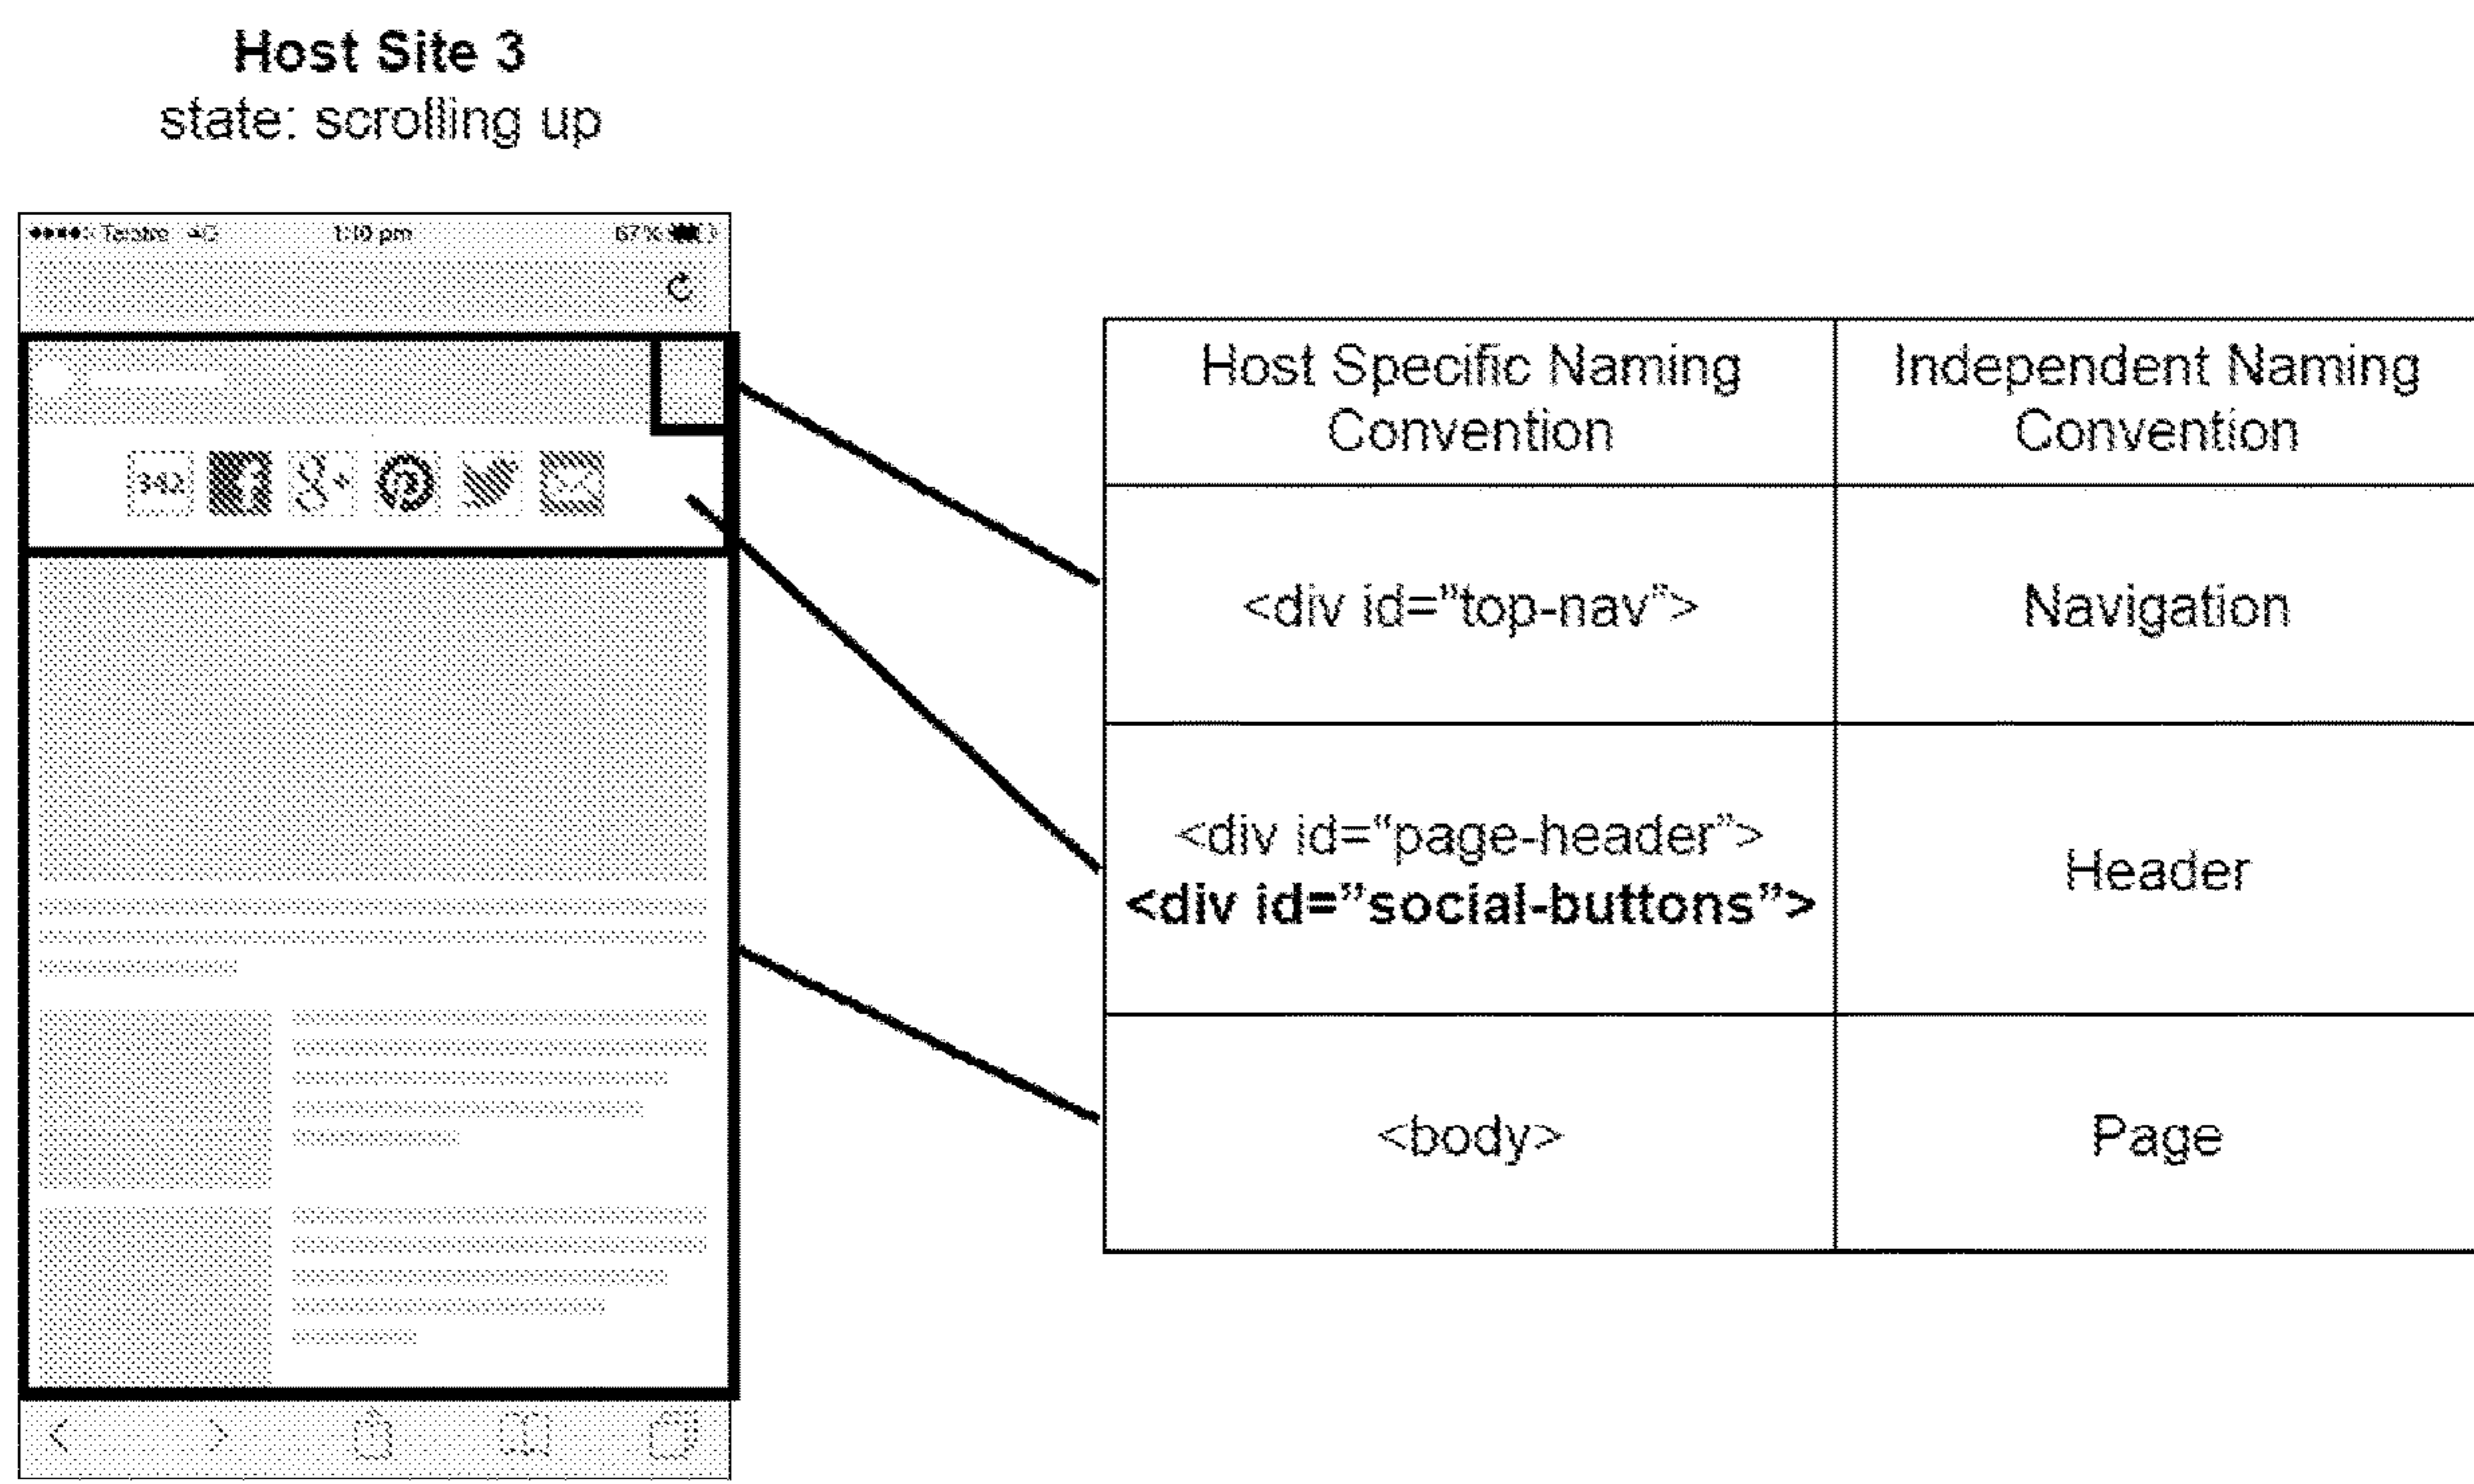 Host Site 3
state: scrolling up
1:10 pm
67%
342
Host Specific Naming
Convention
Independent Naming
Convention
<div id=”top-nav”>
Navigation
<div id=“page-header”>
<div id=”social-buttons”>
Header
<body>
Page